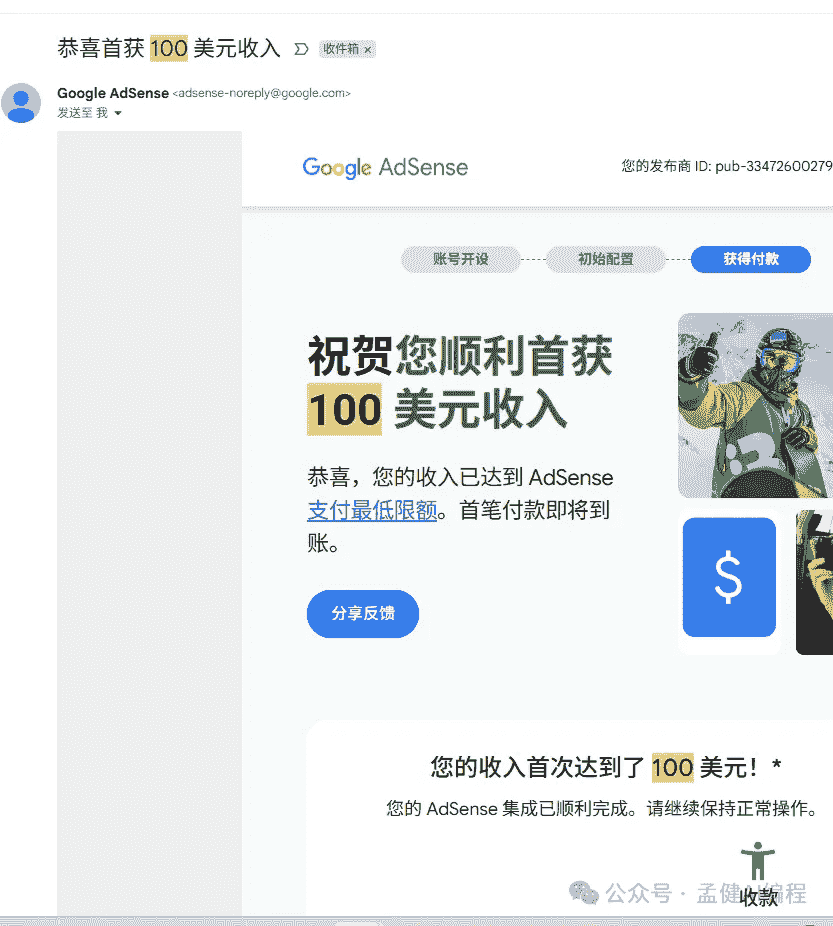 恭喜首获 100 美元收入 收件箱 ×
Google AdSense <adsense-noreply@google.com>
发送至 我
Google AdSense 您的发布商 ID: pub-33472600279
账号开设 初始配置 获得付款
祝贺您顺利首获
100 美元收入
恭喜，您的收入已达到 AdSense
支付最低限额。首笔付款即将到
账。
$
分享反馈
您的收入首次达到了 100 美元！*
您的 AdSense 集成已顺利完成。请继续保持正常操作。
公众号 · 孟健AI编程
收款